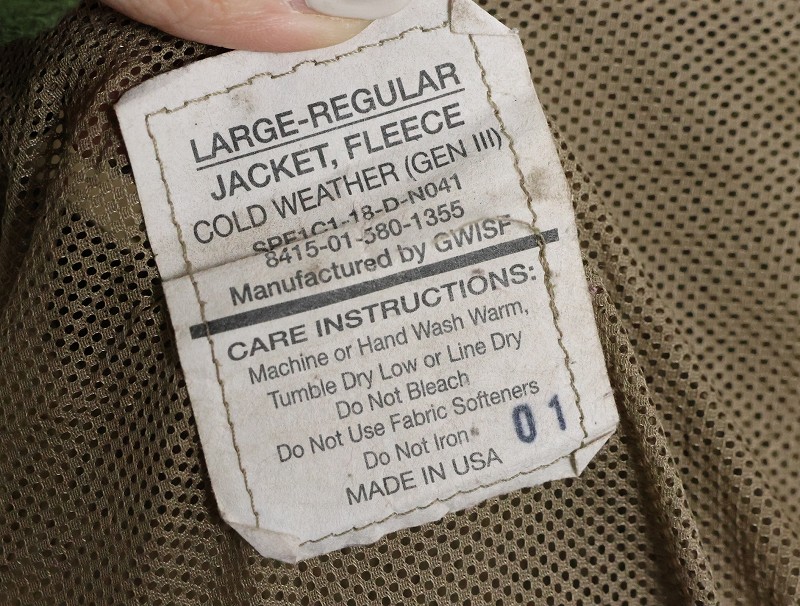 LARGE-REGULAR
JACKET, FLEECE
COLD WEATHER (GEN III)
SPE1C1-18-D-N041
8415-01-580-1355
Manufactured by GWISF
CARE INSTRUCTIONS:
Machine or Hand Wash Warm,
Tumble Dry Low or Line Dry
Do Not Bleach
Do Not Use Fabric Softeners
Do Not Iron
01
MADE IN USA